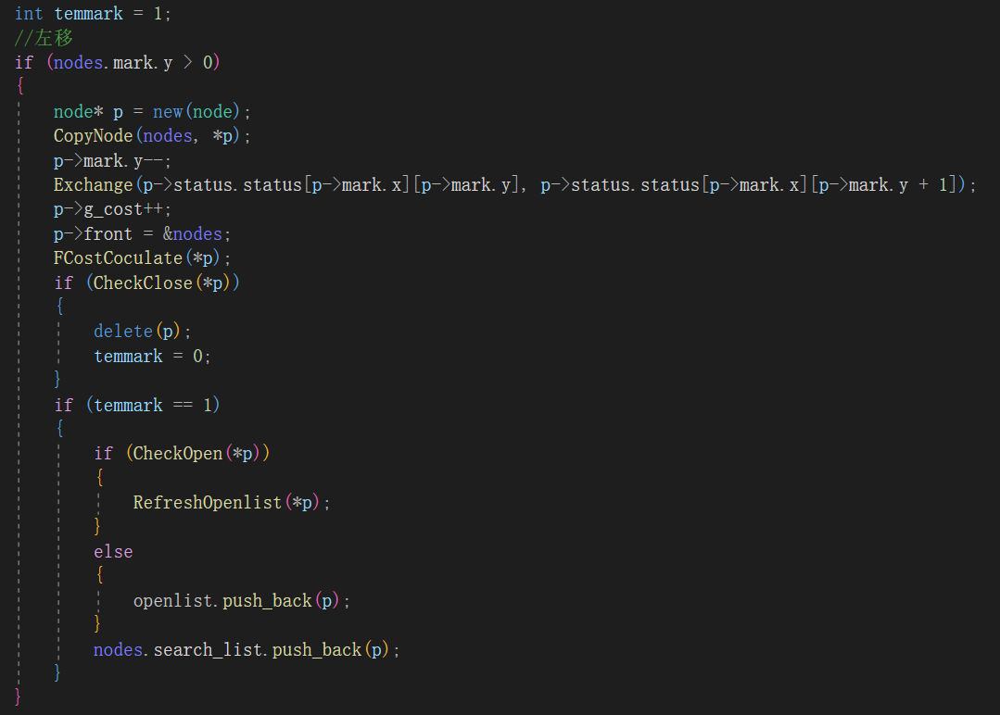 int temmark = 1;
//左移
if (nodes.mark.y > 0)
{
    node* p = new(node);
    CopyNode(nodes, *p);
    p->mark.y--;
    Exchange(p->status.status[p->mark.x][p->mark.y], p->status.status[p->mark.x][p->mark.y + 1]);
    p->g_cost++;
    p->front = &nodes;
    FCostCoculate(*p);
    if (CheckClose(*p))
    {
        delete(p);
        temmark = 0;
    }
    if (temmark == 1)
    {
        if (CheckOpen(*p))
        {
            RefreshOpenlist(*p);
        }
        else
        {
            openlist.push_back(p);
        }
        nodes.search_list.push_back(p);
    }
}